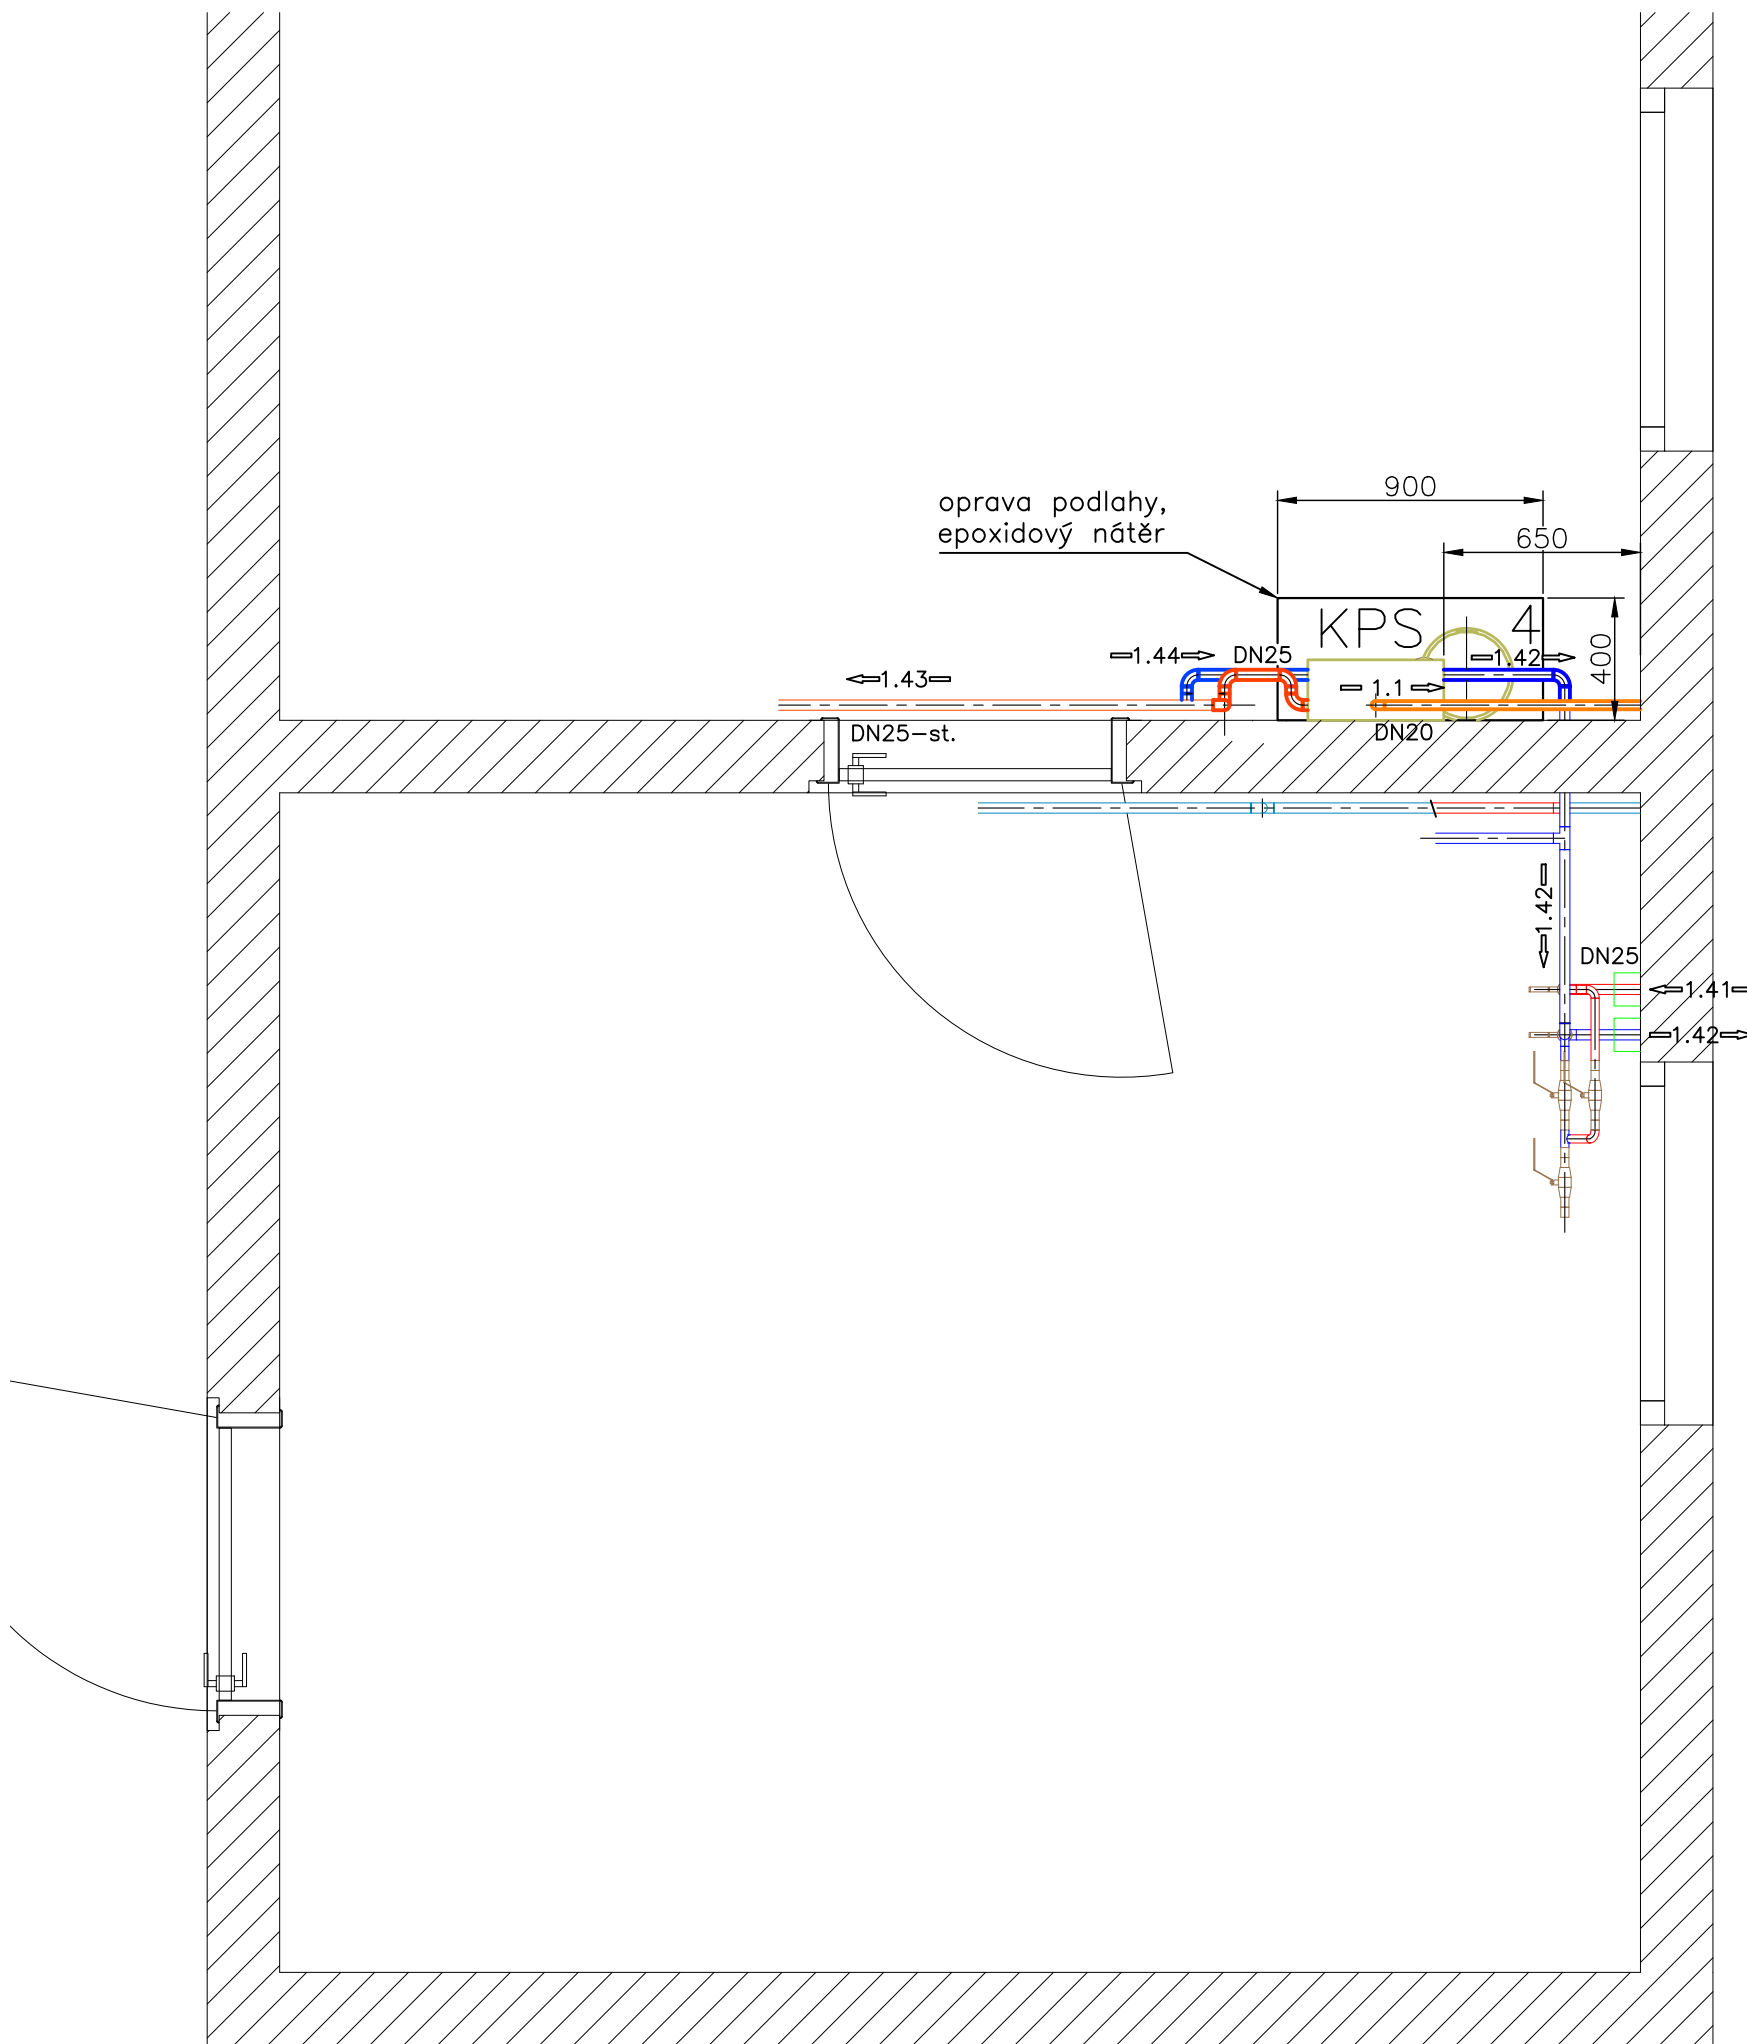 900
oprava podlahy,
epoxidový nátěr
650
KPS 4
400
1.44
DN25
1.42
1.43
1.1
DN25-st.
DN20
1.42
DN25
1.41
1.42